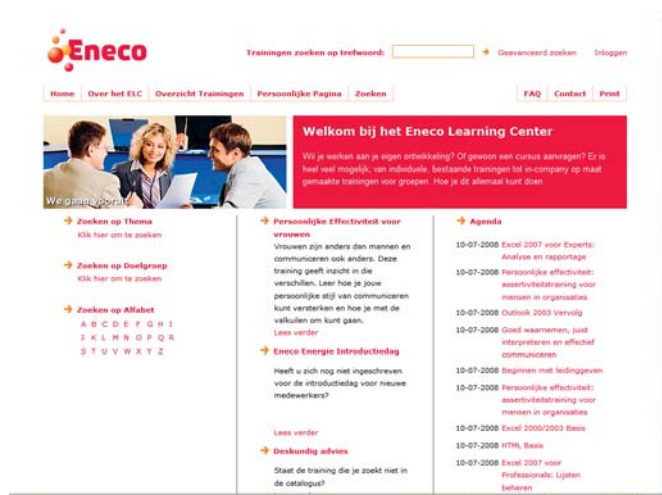 Eneco
Trainingen zoeken op trefwoord:
Geavanceerd zoeken
Inloggen
Home
Over het ELC
Overzicht Trainingen
Persoonlijke Pagina
Zoeken
FAQ
Contact
Print
We gaan vooruit
Welkom bij het Eneco Learning Center
Wil je werken aan je eigen ontwikkeling? Of gewoon een cursus aanvragen? Er is
heel veel mogelijk; van individuele, bestaande trainingen tot in-company op maat
gemaakte trainingen voor groepen. Hoe je dit allemaal kunt doen
Zoeken op Thema
Klik hier om te zoeken
Zoeken op Doelgroep
Klik hier om te zoeken
Zoeken op Alfabet
A B C D E F G H I
J K L M N O P Q R
S T U V W X Y Z
Persoonlijke Effectiviteit voor
vrouwen
Vrouwen zijn anders dan mannen en
communiceren ook anders. Deze
training geeft inzicht in die
verschillen. Leer hoe je jouw
persoonlijke stijl van communiceren
kunt versterken en hoe je met de
valkuilen om kunt gaan.
Lees verder
Eneco Energie Introductiedag
Heeft u zich nog niet ingeschreven
voor de introductiedag voor nieuwe
medewerkers?
Lees verder
Deskundig advies
Staat de training die je zoekt niet in
de catalogus?
Agenda
10-07-2008 Excel 2007 voor Experts:
Analyse en rapportage
10-07-2008 Persoonlijke effectiviteit:
assertiviteitstraining voor
mensen in organisaties
10-07-2008 Outlook 2003 Vervolg
10-07-2008 Goed waarnemen, juist
interpreteren en effectief
communiceren
10-07-2008 Beginnen met leidinggeven
10-07-2008 Persoonlijke effectiviteit:
assertiviteitstraining voor
mensen in organisaties
10-07-2008 Excel 2000/2003 Basis
10-07-2008 HTML Basis
10-07-2008 Excel 2007 voor
Professionals: Lijsten
beheren